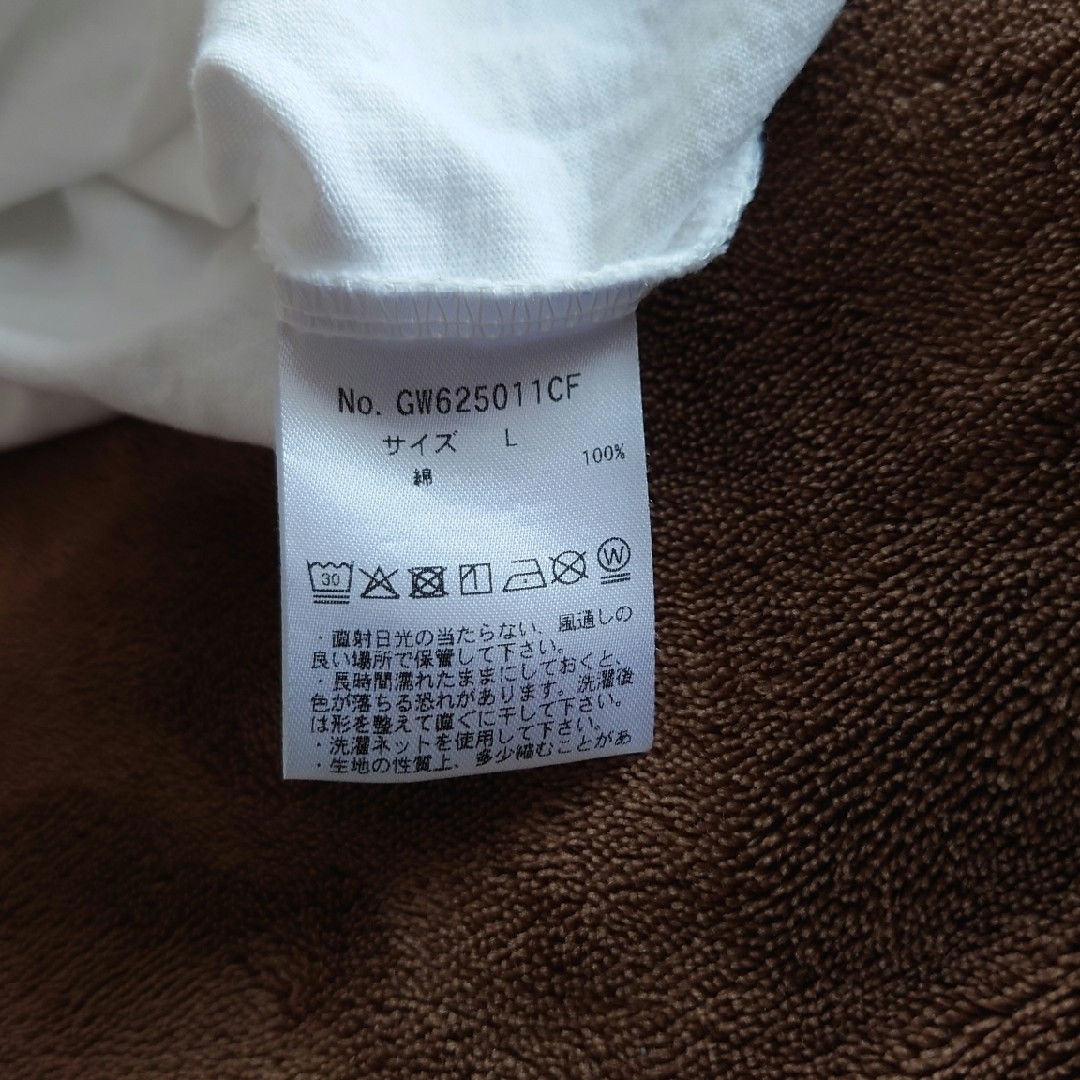 No. GW625011CF
サイズ L
綿 100%
30
W
・直射日光の当たらない、風通しの
良い場所で保管して下さい。
・長時間濡れたままにしておくと、
色が落ちる恐れがあります。洗濯後
は形を整えて直ぐに干して下さい。
・洗濯ネットを使用して下さい。
・生地の性質上、多少縮むことがあ